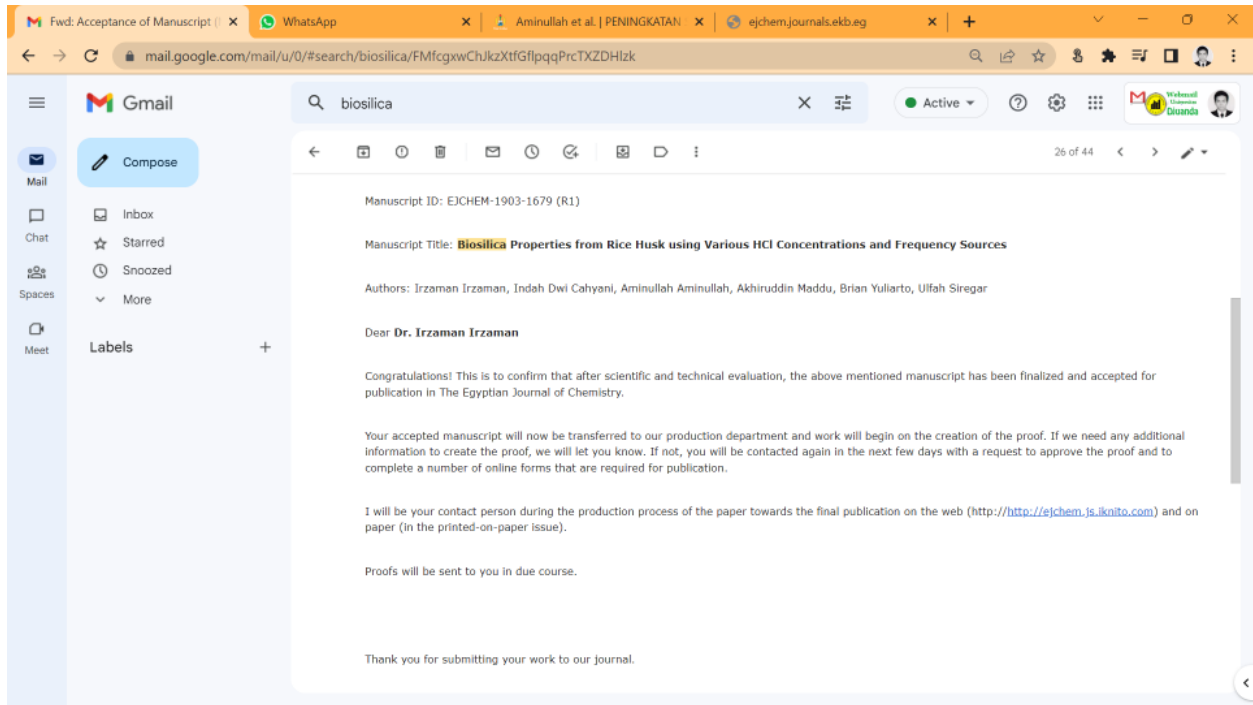 Fwd: Acceptance of Manuscript (
WhatsApp
Aminullah et al. | PENINGKATAN
ejchem.journals.ekb.eg
mail.google.com/mail/u/0/#search/biosilica/FMfcgxwChJkzXtfGflpqqPrcTXZDHlzk
Gmail
biosilica
Active
Webmail
Universitas
Djuanda
Compose
26 of 44
Mail
Inbox
Chat
Starred
Snoozed
Spaces
More
Meet
Labels
Manuscript ID: EJCHEM-1903-1679 (R1)
Manuscript Title: Biosilica Properties from Rice Husk using Various HCl Concentrations and Frequency Sources
Authors: Irzaman Irzaman, Indah Dwi Cahyani, Aminullah Aminullah, Akhiruddin Maddu, Brian Yuliarto, Ulfah Siregar
Dear Dr. Irzaman Irzaman
Congratulations! This is to confirm that after scientific and technical evaluation, the above mentioned manuscript has been finalized and accepted for
publication in The Egyptian Journal of Chemistry.
Your accepted manuscript will now be transferred to our production department and work will begin on the creation of the proof. If we need any additional
information to create the proof, we will let you know. If not, you will be contacted again in the next few days with a request to approve the proof and to
complete a number of online forms that are required for publication.
I will be your contact person during the production process of the paper towards the final publication on the web (http://http://ejchem.js.iknito.com) and on
paper (in the printed-on-paper issue).
Proofs will be sent to you in due course.
Thank you for submitting your work to our journal.